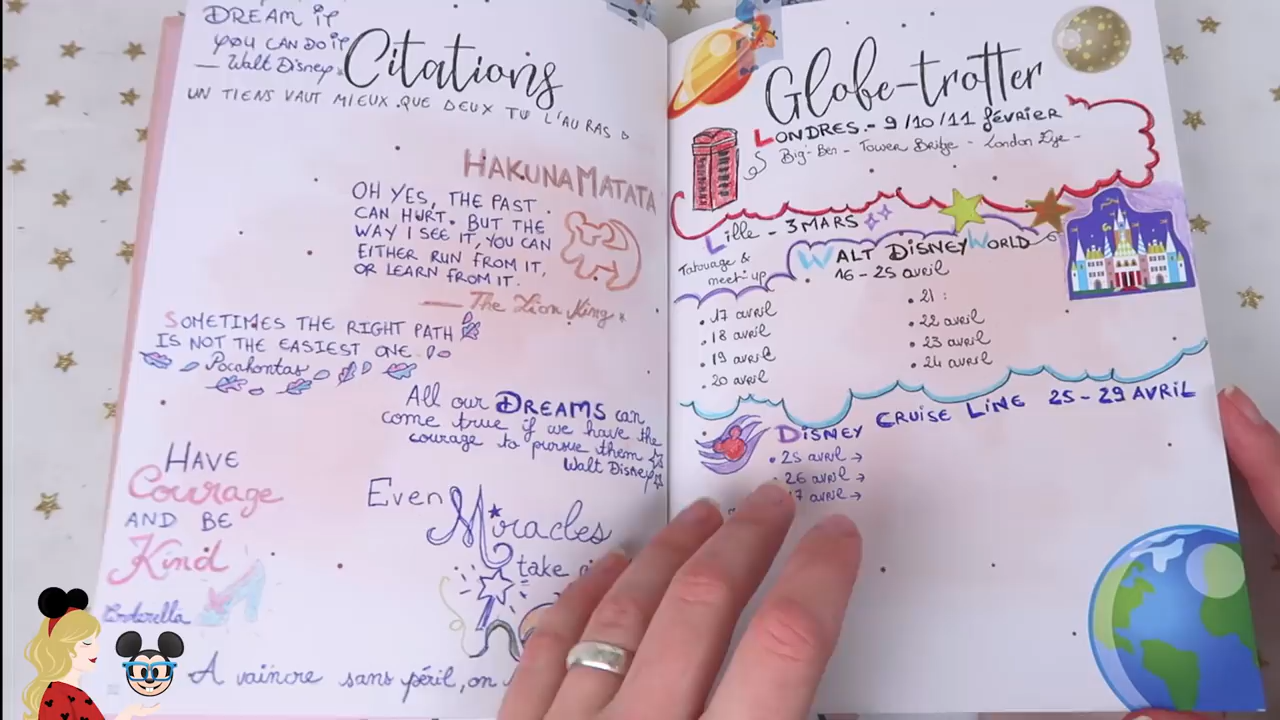 DREAM it
YOU CAN DO it
— Walt Disney
Citations
UN TIENS VAUT MIEUX QUE DEUX TU L'AURAS
HAKUNA MATATA
OH YES, THE PAST
CAN HURT. BUT THE
WAY I SEE IT, YOU CAN
EITHER RUN FROM IT,
OR LEARN FROM IT.
— The Lion King
SOMETIMES THE RIGHT PATH
IS NOT THE EASIEST ONE
Pocahontas
All our DREAMS can
come true if we have the
courage to pursue them
Walt Disney
HAVE
Courage
AND BE
Kind
Cinderella
Even
Miracles
take a
A vaincre sans péril, on
Globe-trotter
LONDRES - 9/10/11 février
Big-Ben - Tower Bridge - London Eye -
Lille - 3 MARS
Tatouage &
meet-up
WALT DISNEY WORLD
16 - 25 avril
• 17 avril
• 18 avril
• 19 avril
• 20 avril
• 21 :
• 22 avril
• 23 avril
• 24 avril
DISNEY CRUISE LINE 25 - 29 AVRIL
• 25 avril →
• 26 avril →
27 avril →